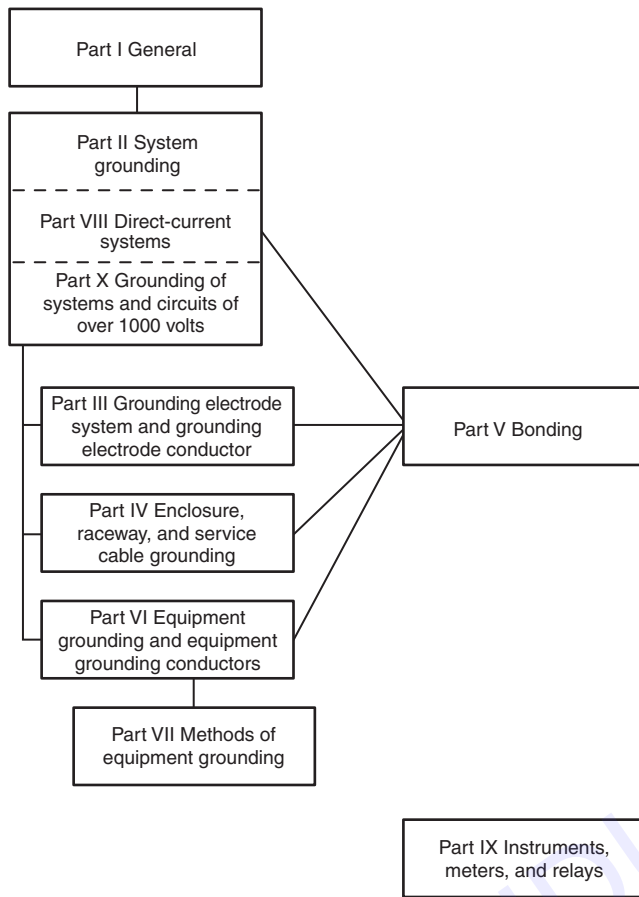 Part I General
Part II System
grounding
Part VIII Direct-current
systems
Part X Grounding of
systems and circuits of
over 1000 volts
Part III Grounding electrode
system and grounding
electrode conductor
Part V Bonding
Part IV Enclosure,
raceway, and service
cable grounding
Part VI Equipment
grounding and equipment
grounding conductors
Part VII Methods of
equipment grounding
Part IX Instruments,
meters, and relays